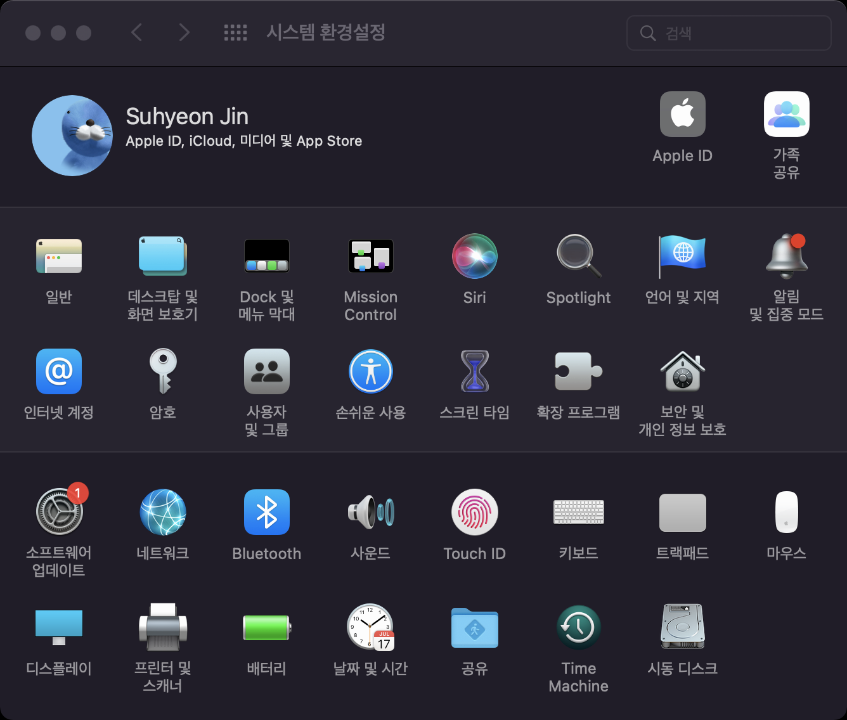 시스템 환경설정
검색
Suhyeon Jin
Apple ID, iCloud, 미디어 및 App Store
Apple ID
가족
공유
일반
데스크탑 및
화면 보호기
Dock 및
메뉴 막대
Mission
Control
Siri
Spotlight
언어 및 지역
알림
및 집중 모드
@
인터넷 계정
암호
사용자
및 그룹
손쉬운 사용
스크린 타임
확장 프로그램
보안 및
개인 정보 보호
1
소프트웨어
업데이트
네트워크
Bluetooth
사운드
Touch ID
키보드
트랙패드
마우스
디스플레이
프린터 및
스캐너
배터리
JUL
17
날짜 및 시간
공유
Time
Machine
시동 디스크